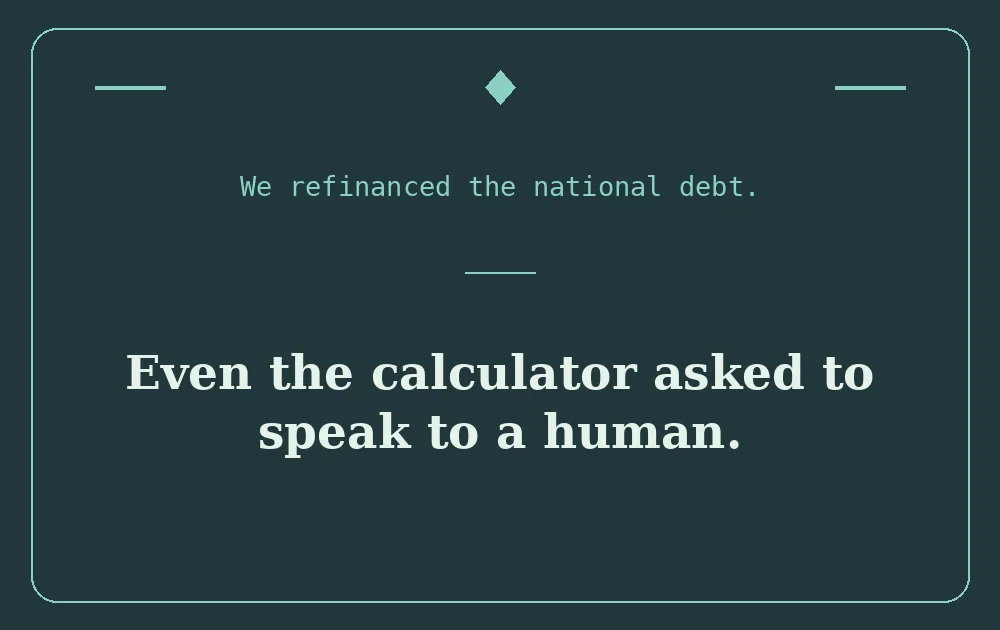 We refinanced the national debt.
Even the calculator asked to
speak to a human.